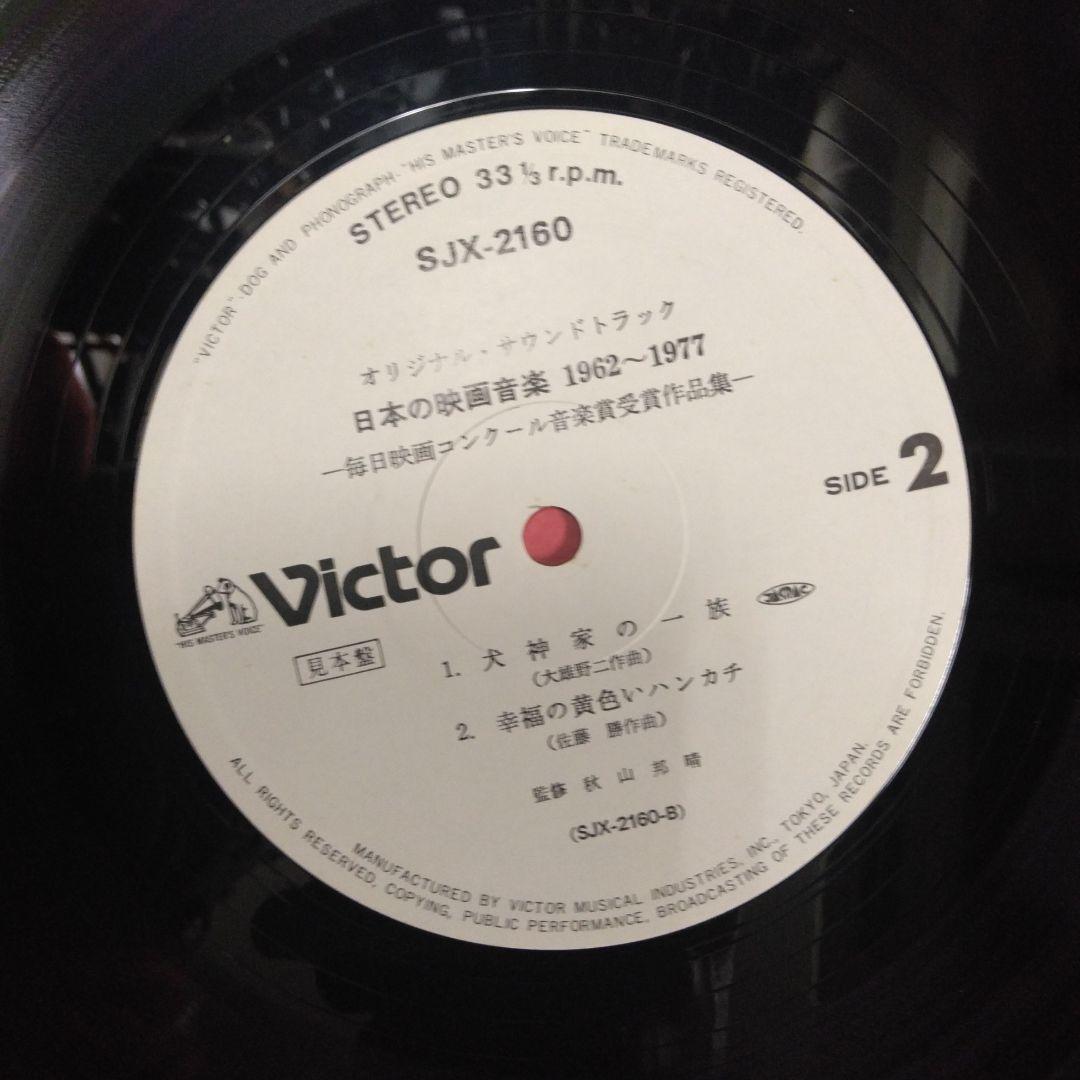 "VICTOR"-DOG AND PHONOGRAPH-"HIS MASTER'S VOICE" TRADEMARKS REGISTERED.
STEREO 33 ⅓ r.p.m.
SJX-2160
オリジナル・サウンドトラック
日本の映画音楽 1962〜1977
—毎日映画コンクール音楽賞受賞作品集—
SIDE 2
Victor
"HIS MASTER'S VOICE"
見本盤
JASRAC
1. 犬神家の一族
(大雄野二作曲)
2. 幸福の黄色いハンカチ
(佐藤 勝作曲)
監修 秋山邦晴
(SJX-2160-B)
MANUFACTURED BY VICTOR MUSICAL INDUSTRIES, INC., TOKYO, JAPAN.
ALL RIGHTS RESERVED. COPYING, PUBLIC PERFORMANCE, BROADCASTING OF THESE RECORDS ARE FORBIDDEN.